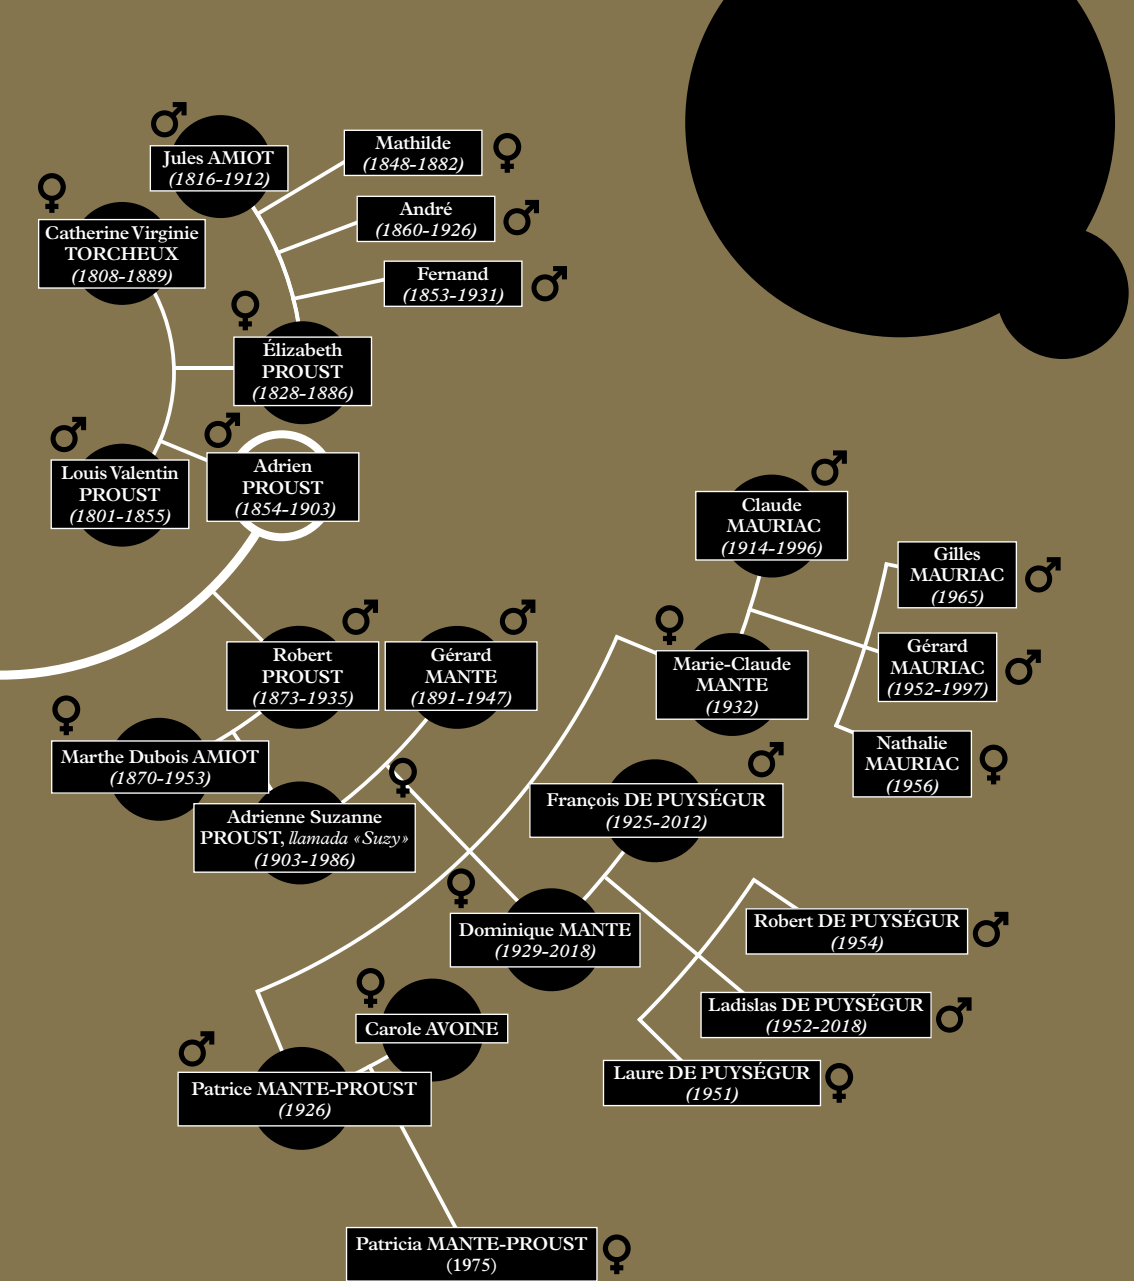 Jules AMIOT
(1816-1912)
Mathilde
(1848-1882)
André
(1860-1926)
Fernand
(1853-1931)
Catherine Virginie
TORCHEUX
(1808-1889)
Élizabeth
PROUST
(1828-1886)
Louis Valentin
PROUST
(1801-1855)
Adrien
PROUST
(1854-1903)
Claude
MAURIAC
(1914-1996)
Gilles
MAURIAC
(1965)
Gérard
MAURIAC
(1952-1997)
Nathalie
MAURIAC
(1956)
Marie-Claude
MANTE
(1932)
Robert
PROUST
(1873-1935)
Gérard
MANTE
(1891-1947)
Marthe Dubois AMIOT
(1870-1953)
Adrienne Suzanne
PROUST, llamada «Suzy»
(1903-1986)
François DE PUYSÉGUR
(1925-2012)
Dominique MANTE
(1929-2018)
Robert DE PUYSÉGUR
(1954)
Ladislas DE PUYSÉGUR
(1952-2018)
Laure DE PUYSÉGUR
(1951)
Carole AVOINE
Patrice MANTE-PROUST
(1926)
Patricia MANTE-PROUST
(1975)